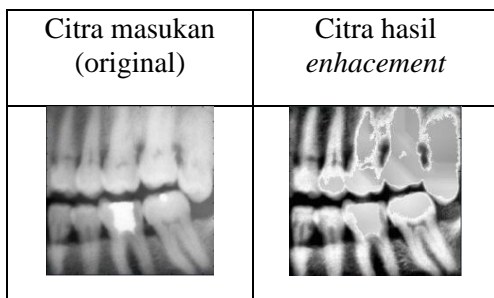 Citra masukan
(original)
Citra hasil
enhacement